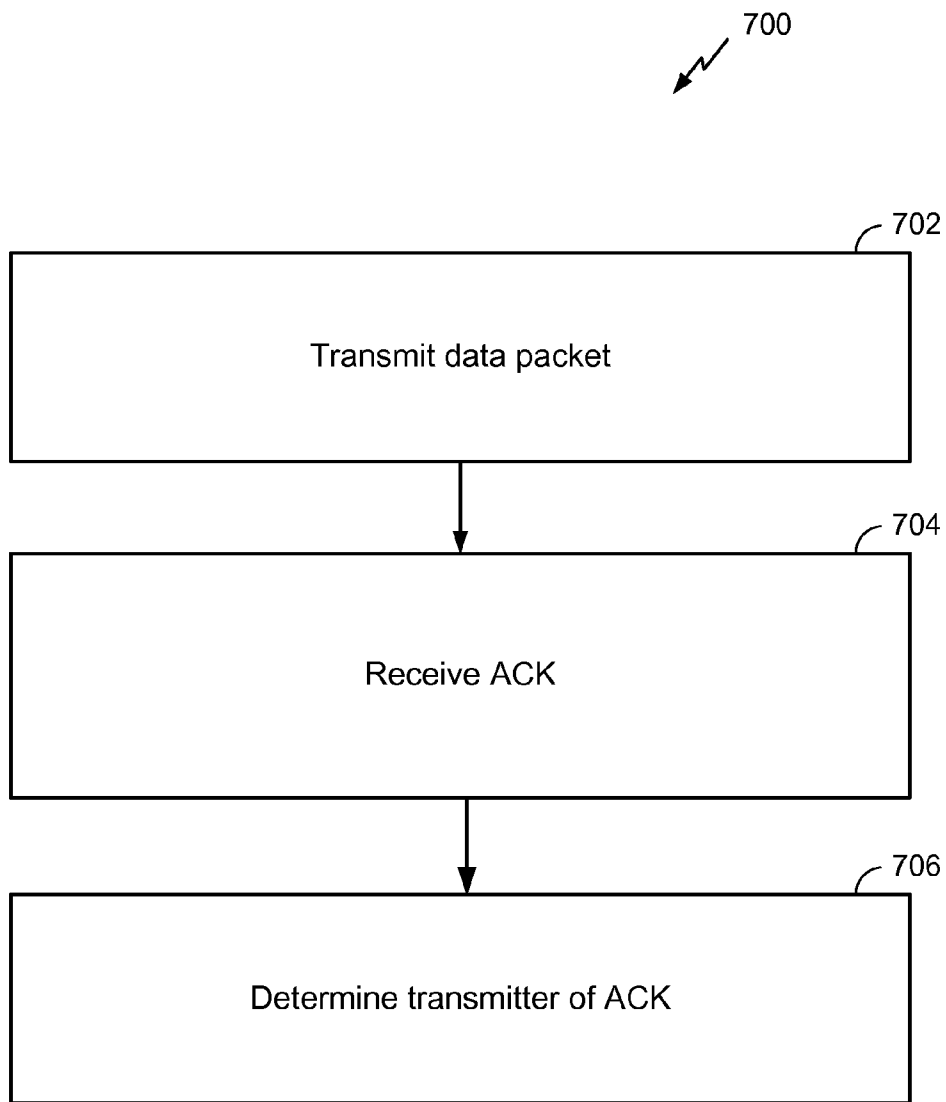 700
702
Transmit data packet
704
Receive ACK
706
Determine transmitter of ACK